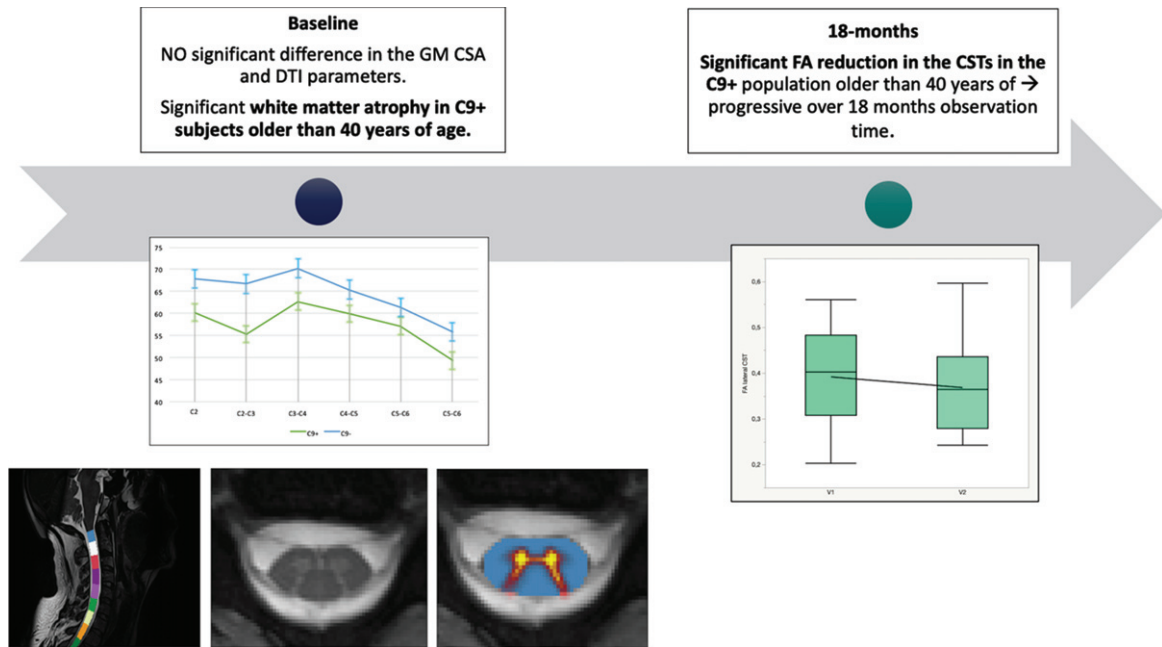 Baseline
NO significant difference in the GM CSA
and DTI parameters.
Significant white matter atrophy in C9+
subjects older than 40 years of age.
18-months
Significant FA reduction in the CSTs in the
C9+ population older than 40 years of →
progressive over 18 months observation
time.
75
70
65
60
55
50
45
40
C2
C2-C3
C3-C4
C4-C5
C5-C6
C5-C6
C9+
C9-
0,6
0,5
0,4
0,3
0,2
FA lateral CST
V1
V2